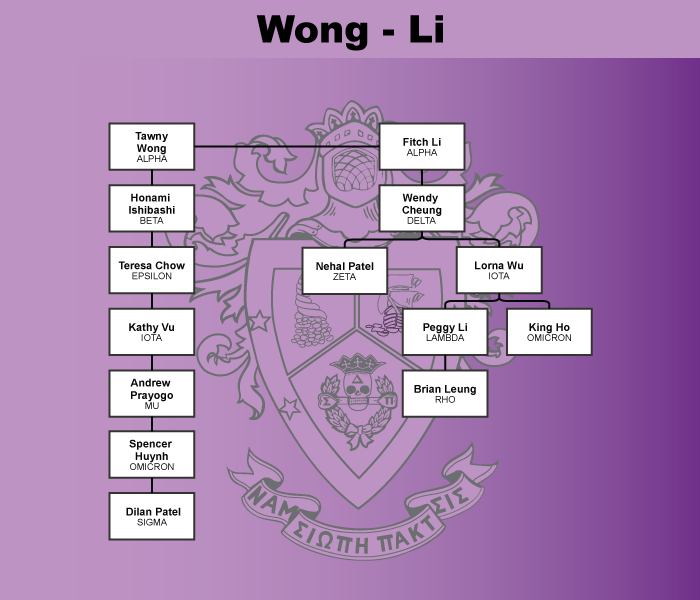 Wong - Li
Tawny
Wong
ALPHA
Fitch Li
ALPHA
Honami
Ishibashi
BETA
Wendy
Cheung
DELTA
Teresa Chow
EPSILON
Nehal Patel
ZETA
Lorna Wu
IOTA
Kathy Vu
IOTA
Peggy Li
LAMBDA
King Ho
OMICRON
Andrew
Prayogo
MU
Brian Leung
RHO
Spencer
Huynh
OMICRON
Dilan Patel
SIGMA
Σ Δ Π
ΝΑΜ ΣΙΩΠΗ ΠΑΚΤ ΣΙΣ